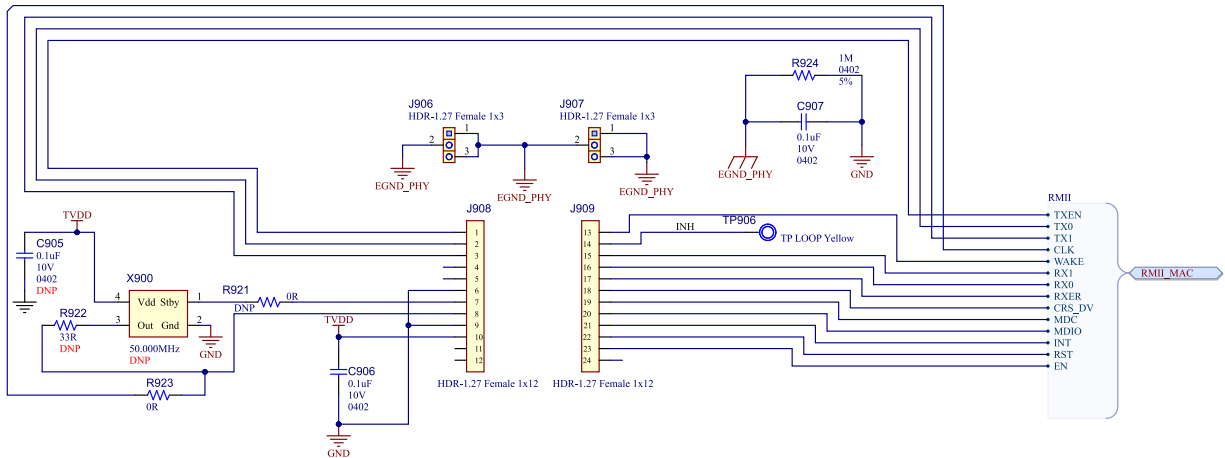 R924
1M
0402
5%
C907
0.1uF
10V
0402
EGND_PHY
GND
J906
HDR-1.27 Female 1x3
1
2
3
EGND_PHY
EGND_PHY
J907
HDR-1.27 Female 1x3
1
2
3
EGND_PHY
TVDD
C905
0.1uF
10V
0402
DNP
X900
4
Vdd Stby
1
3
Out Gnd
2
50.000MHz
DNP
GND
R922
33R
DNP
R921
0R
DNP
R923
0R
TVDD
C906
0.1uF
10V
0402
GND
J908
1
2
3
4
5
6
7
8
9
10
11
12
HDR-1.27 Female 1x12
J909
13
14
15
16
17
18
19
20
21
22
23
24
HDR-1.27 Female 1x12
INH
TP906
TP LOOP Yellow
RMII
TXEN
TX0
TX1
CLK
WAKE
RX1
RX0
RXER
CRS_DV
MDC
MDIO
INT
RST
EN
RMII_MAC